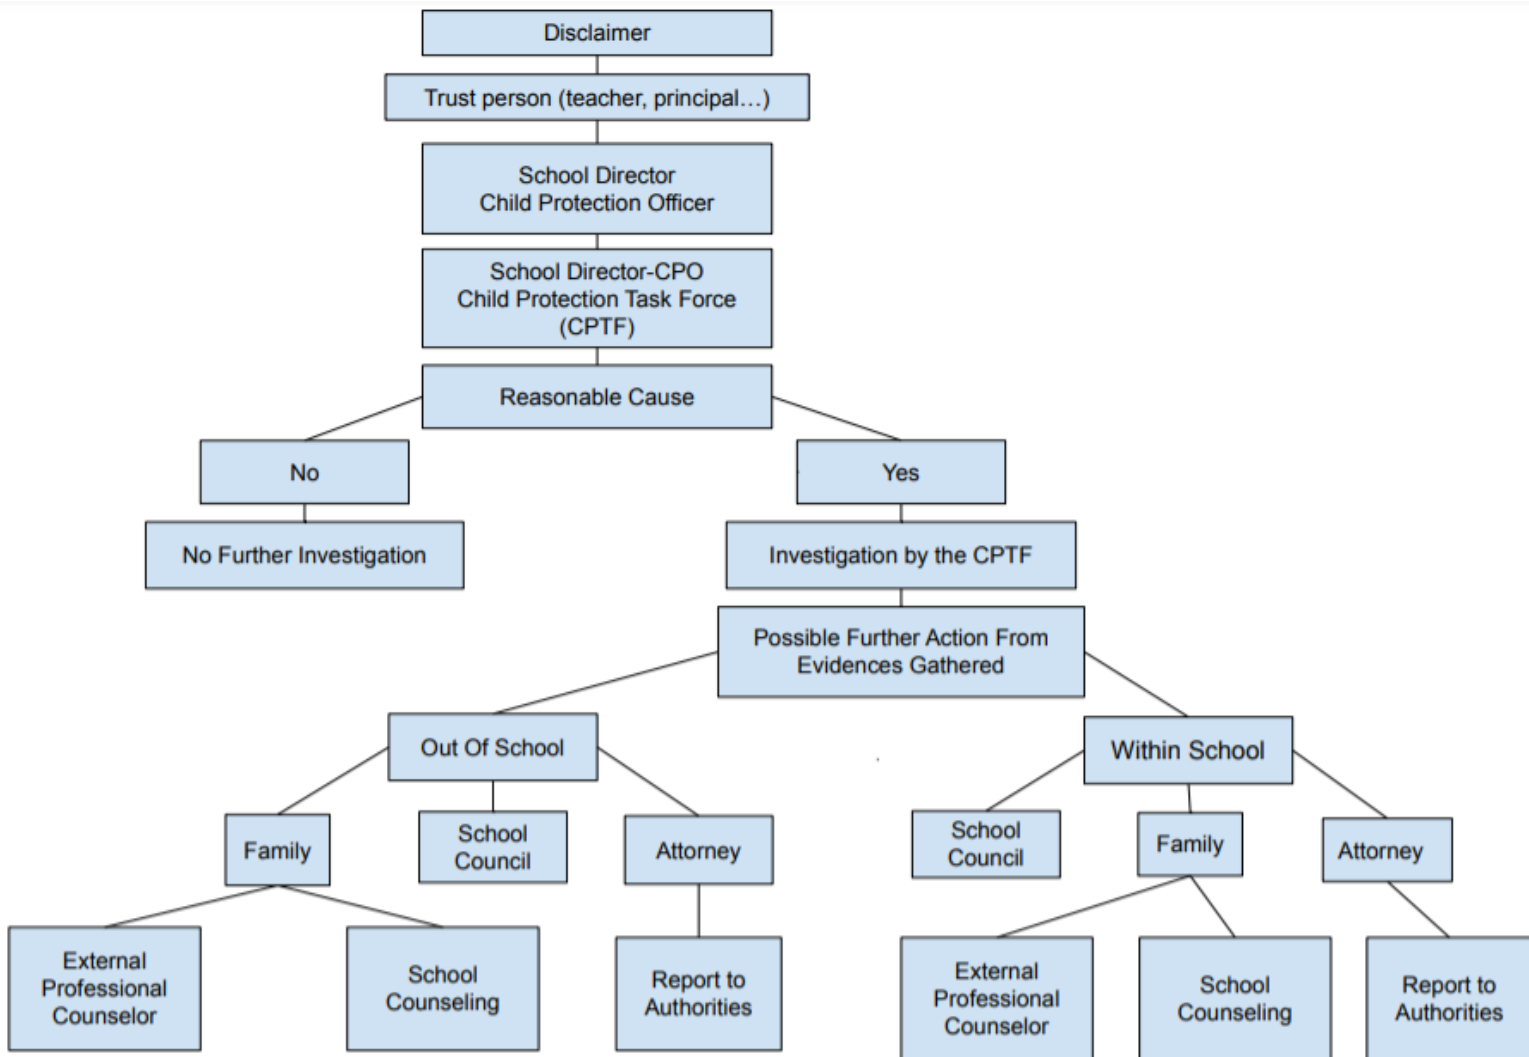 Disclaimer
Trust person (teacher, principal...)
School Director
Child Protection Officer
School Director-CPO
Child Protection Task Force
(CPTF)
Reasonable Cause
No
Yes
No Further Investigation
Investigation by the CPTF
Possible Further Action From
Evidences Gathered
Out Of School
Within School
Family
School
Council
Attorney
School
Council
Family
Attorney
External
Professional
Counselor
School
Counseling
Report to
Authorities
External
Professional
Counselor
School
Counseling
Report to
Authorities